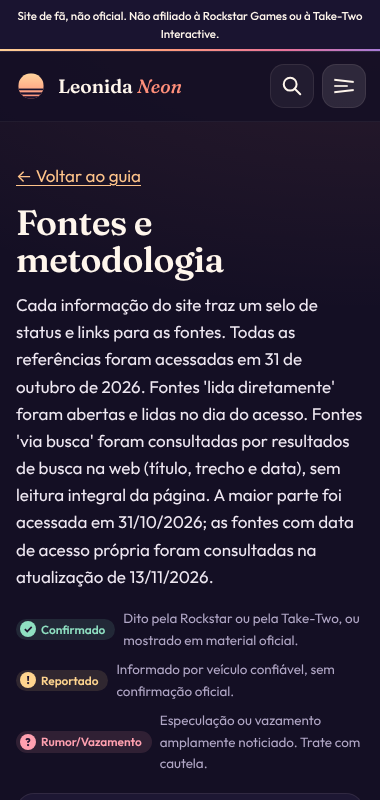 Site de fã, não oficial. Não afiliado à Rockstar Games ou à Take-Two
Interactive.
Leonida Neon
← Voltar ao guia
Fontes e
metodologia
Cada informação do site traz um selo de
status e links para as fontes. Todas as
referências foram acessadas em 31 de
outubro de 2026. Fontes 'lida diretamente'
foram abertas e lidas no dia do acesso. Fontes
'via busca' foram consultadas por resultados
de busca na web (título, trecho e data), sem
leitura integral da página. A maior parte foi
acessada em 31/10/2026; as fontes com data
de acesso própria foram consultadas na
atualização de 13/11/2026.
Confirmado
Dito pela Rockstar ou pela Take-Two, ou
mostrado em material oficial.
Reportado
Informado por veículo confiável, sem
confirmação oficial.
Rumor/Vazamento
Especulação ou vazamento
amplamente noticiado. Trate com
cautela.